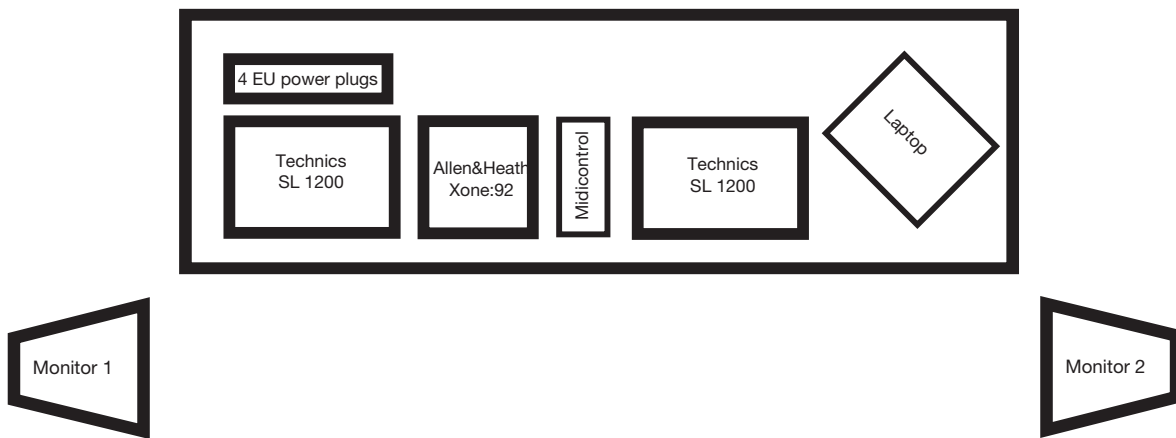 4 EU power plugs
Technics
SL 1200
Allen&Heath
Xone:92
Midicontrol
Technics
SL 1200
Laptop
Monitor 1
Monitor 2